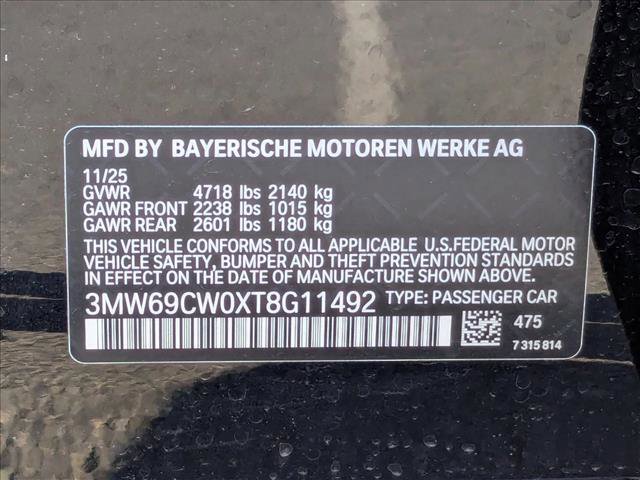 MFD BY BAYERISCHE MOTOREN WERKE AG
11/25
GVWR 4718 lbs 2140 kg
GAWR FRONT 2238 lbs 1015 kg
GAWR REAR 2601 lbs 1180 kg
THIS VEHICLE CONFORMS TO ALL APPLICABLE U.S.FEDERAL MOTOR
VEHICLE SAFETY, BUMPER AND THEFT PREVENTION STANDARDS
IN EFFECT ON THE DATE OF MANUFACTURE SHOWN ABOVE.
3MW69CW0XT8G11492 TYPE: PASSENGER CAR
475
7 315 814